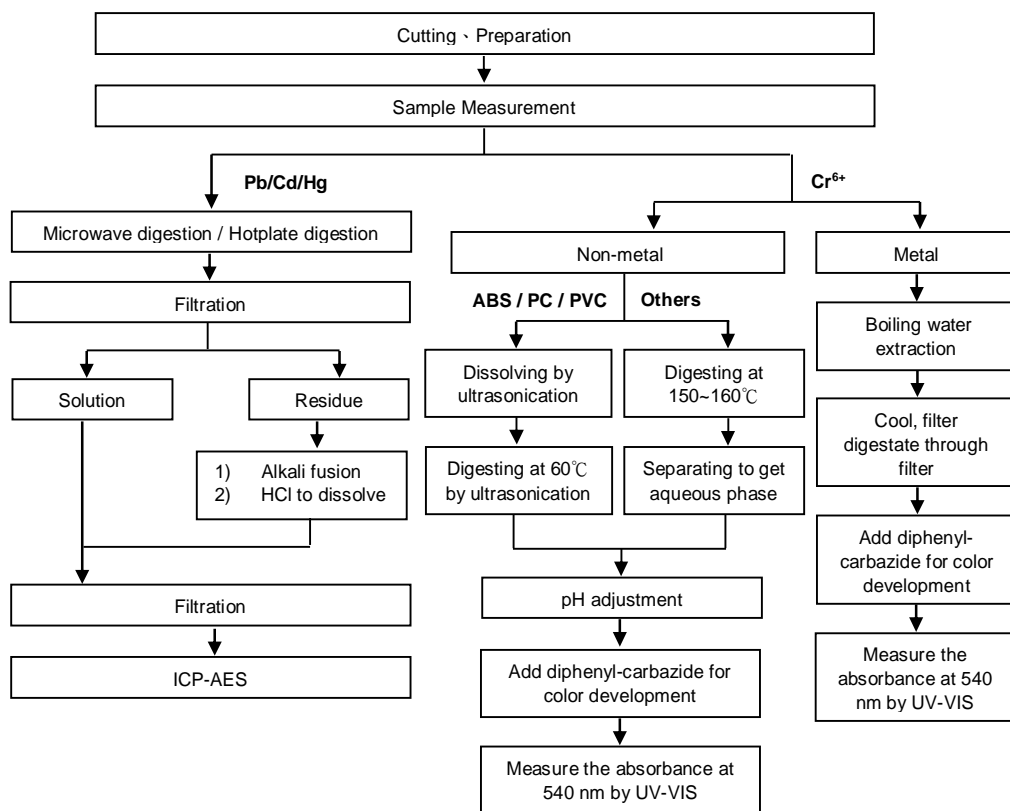 Cutting、Preparation
Sample Measurement
Pb/Cd/Hg
Cr⁶⁺
Microwave digestion / Hotplate digestion
Non-metal
Metal
Filtration
ABS / PC / PVC
Others
Boiling water
extraction
Solution
Residue
Dissolving by
ultrasonication
Digesting at
150~160℃
Cool, filter
digestate through
filter
1) Alkali fusion
2) HCl to dissolve
Digesting at 60℃
by ultrasonication
Separating to get
aqueous phase
Add diphenyl-
carbazide for color
development
Filtration
pH adjustment
ICP-AES
Add diphenyl-carbazide for
color development
Measure the
absorbance at 540
nm by UV-VIS
Measure the absorbance at
540 nm by UV-VIS